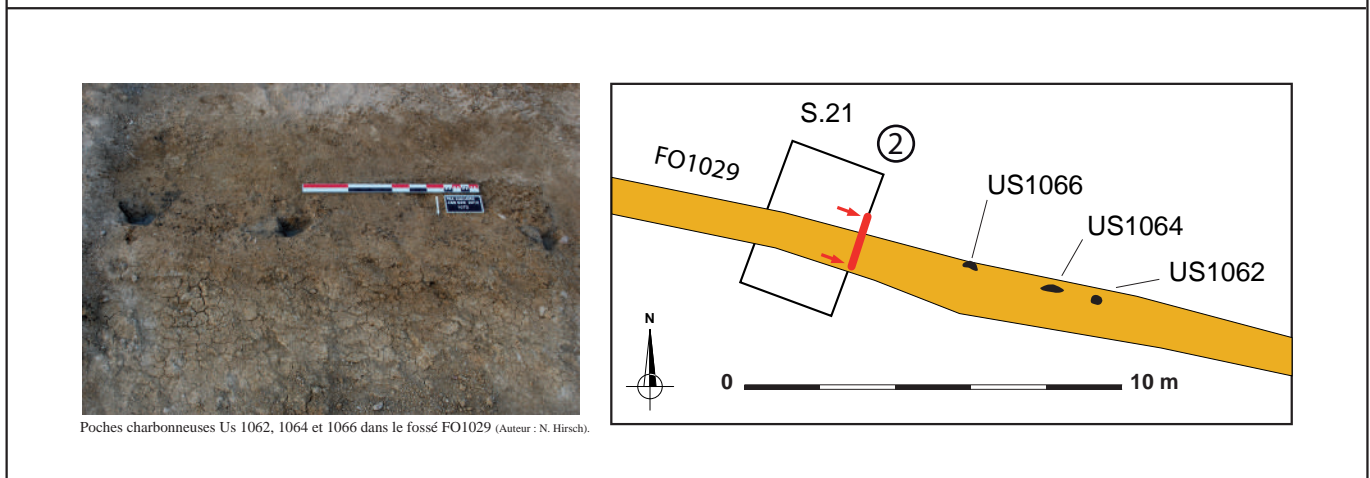 Poches charbonneuses Us 1062, 1064 et 1066 dans le fossé FO1029 (Auteur : N. Hirsch).
S.21
2
FO1029
US1066
US1064
US1062
N
0 10 m